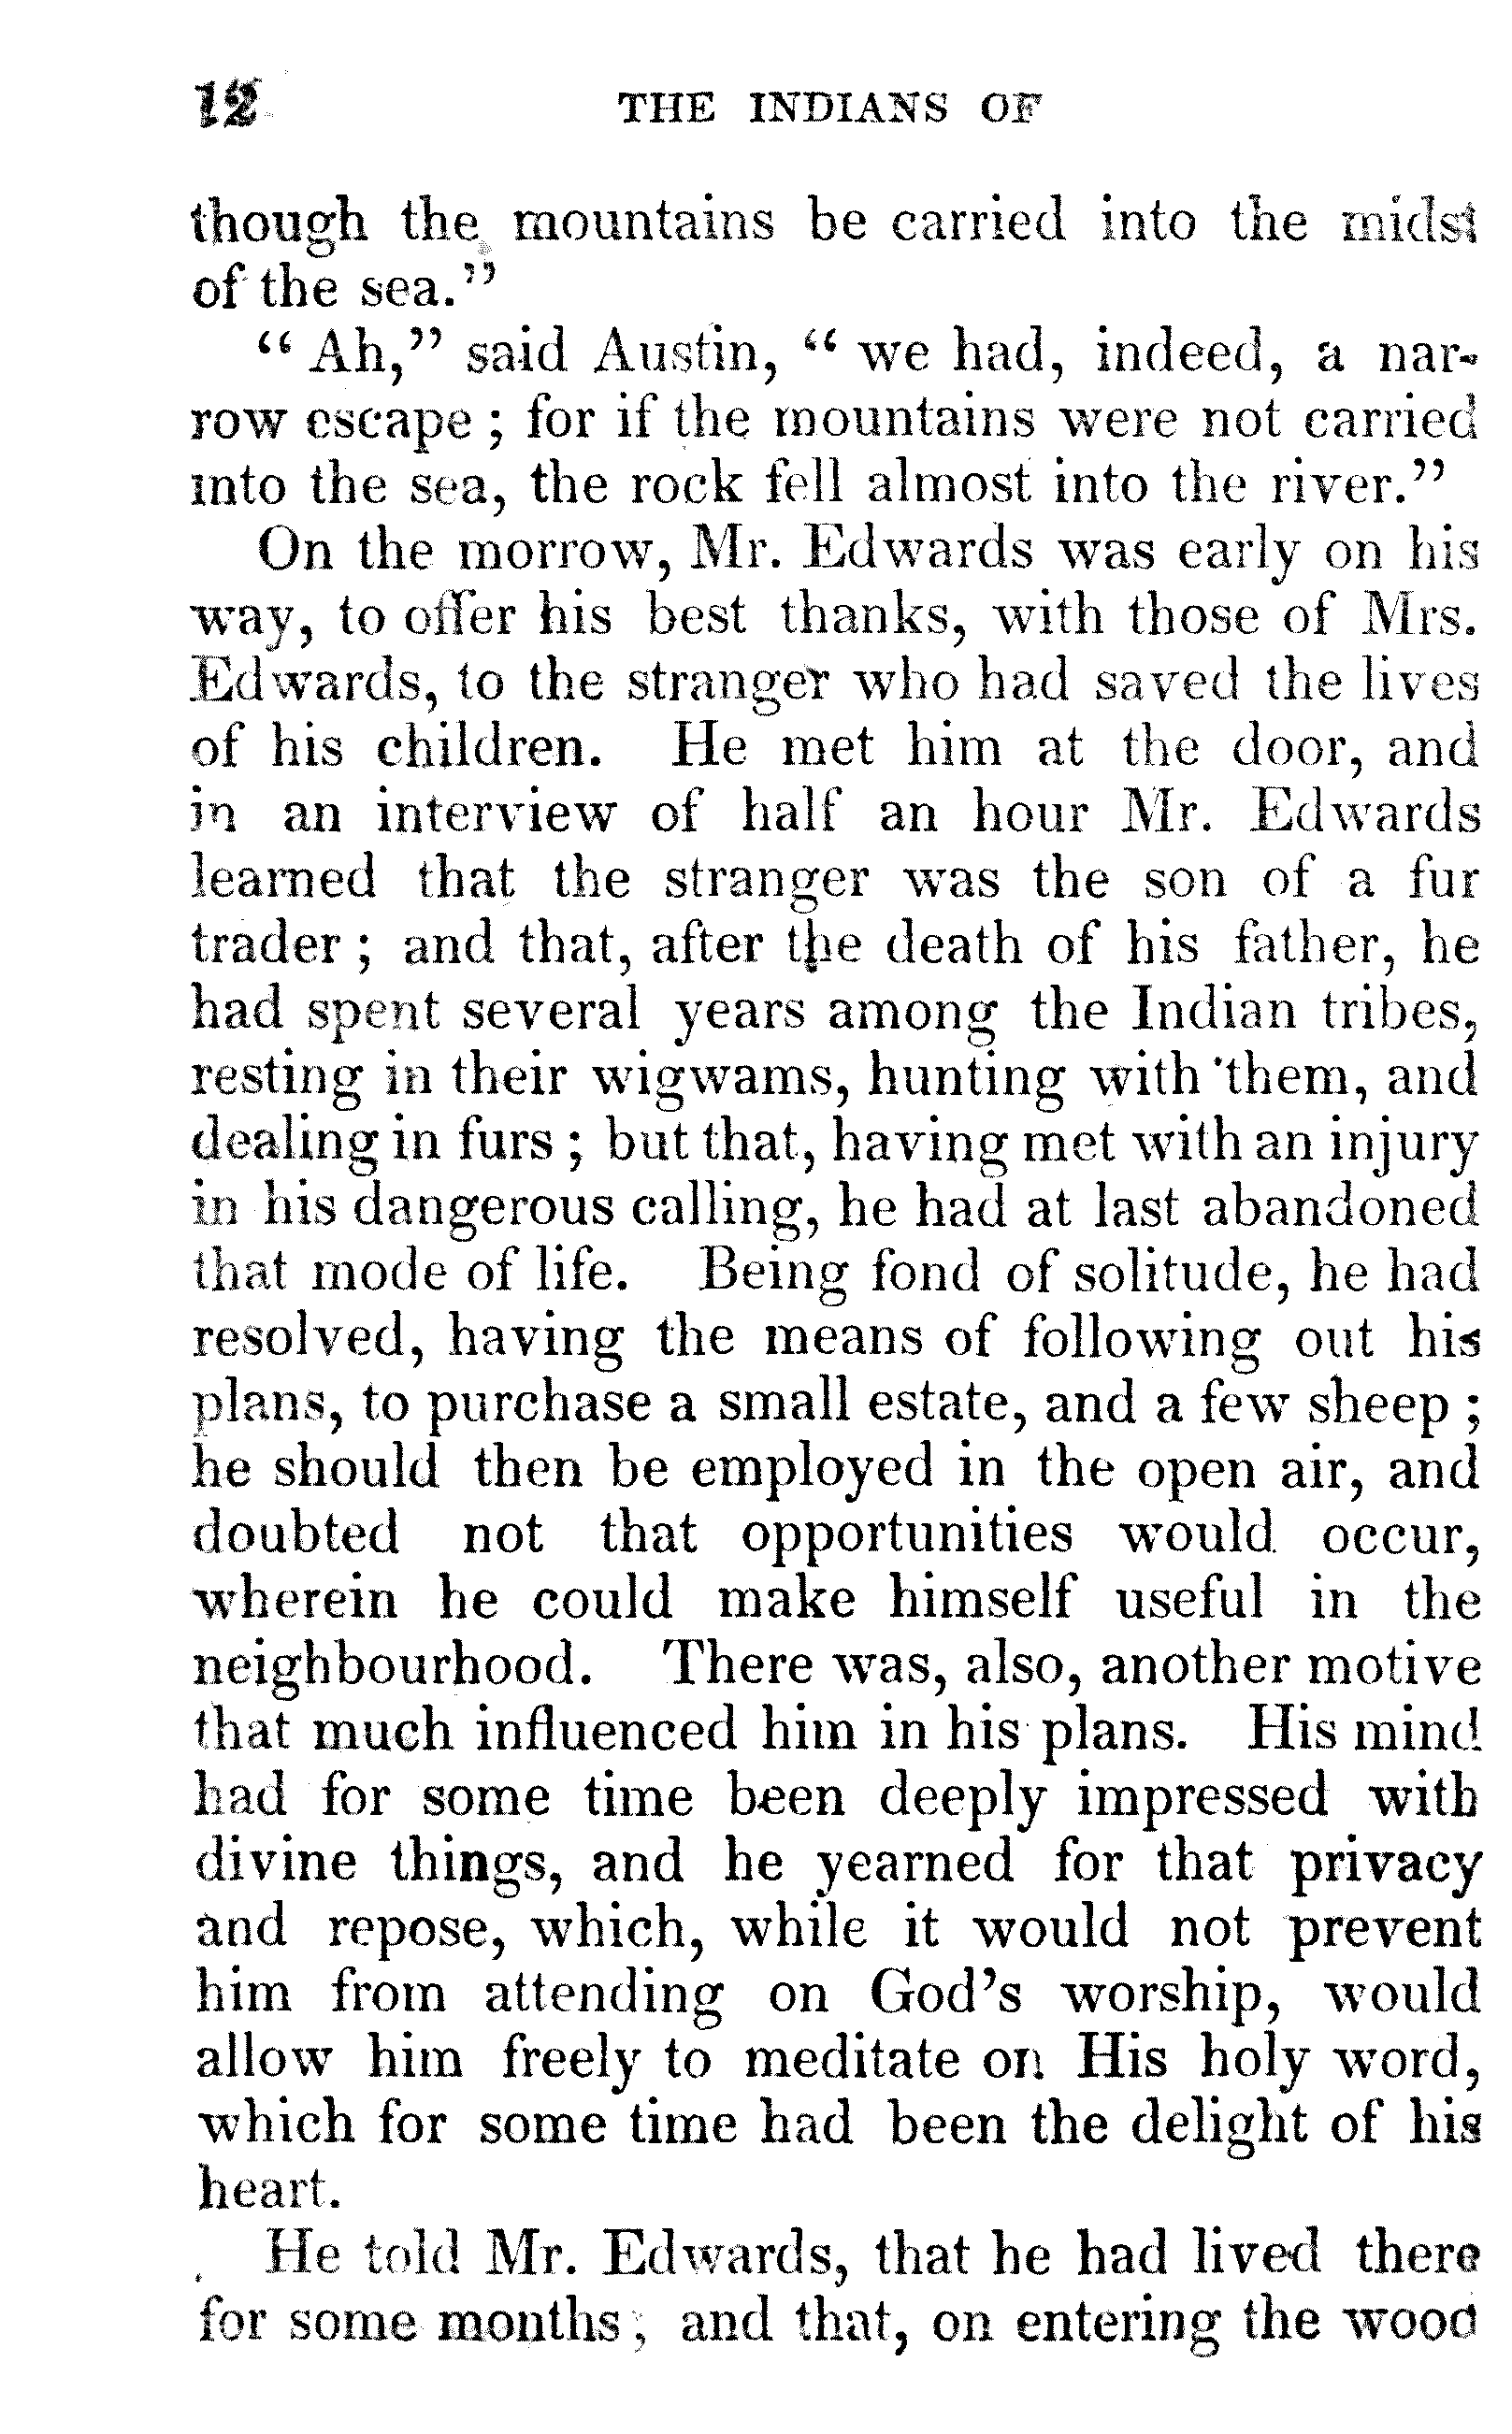 12 THE INDIANS OF
though the mountains be carried into the midst
of the sea."
" Ah," said Austin, " we had, indeed, a nar-
row escape ; for if the mountains were not carried
into the sea, the rock fell almost into the river."
On the morrow, Mr. Edwards was early on his
way, to offer his best thanks, with those of Mrs.
Edwards, to the stranger who had saved the lives
of his children. He met him at the door, and
in an interview of half an hour Mr. Edwards
learned that the stranger was the son of a fur
trader ; and that, after the death of his father, he
had spent several years among the Indian tribes,
resting in their wigwams, hunting with them, and
dealing in furs ; but that, having met with an injury
in his dangerous calling, he had at last abandoned
that mode of life. Being fond of solitude, he had
resolved, having the means of following out his
plans, to purchase a small estate, and a few sheep ;
he should then be employed in the open air, and
doubted not that opportunities would occur,
wherein he could make himself useful in the
neighbourhood. There was, also, another motive
that much influenced him in his plans. His mind
had for some time been deeply impressed with
divine things, and he yearned for that privacy
and repose, which, while it would not prevent
him from attending on God's worship, would
allow him freely to meditate on His holy word,
which for some time had been the delight of his
heart.
He told Mr. Edwards, that he had lived there
for some months ; and that, on entering the wood